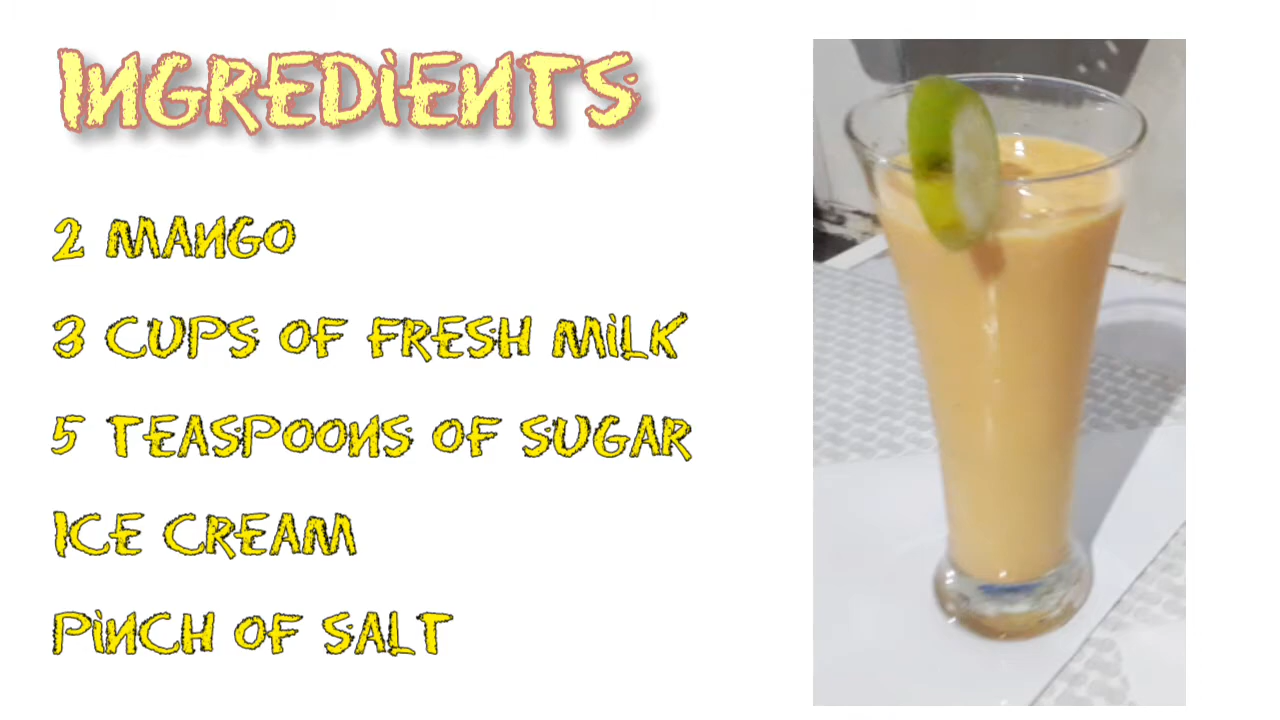 INGREDIENTS
2 MANGO
3 CUPS OF FRESH MILK
5 TEASPOONS OF SUGAR
ICE CREAM
PINCH OF SALT